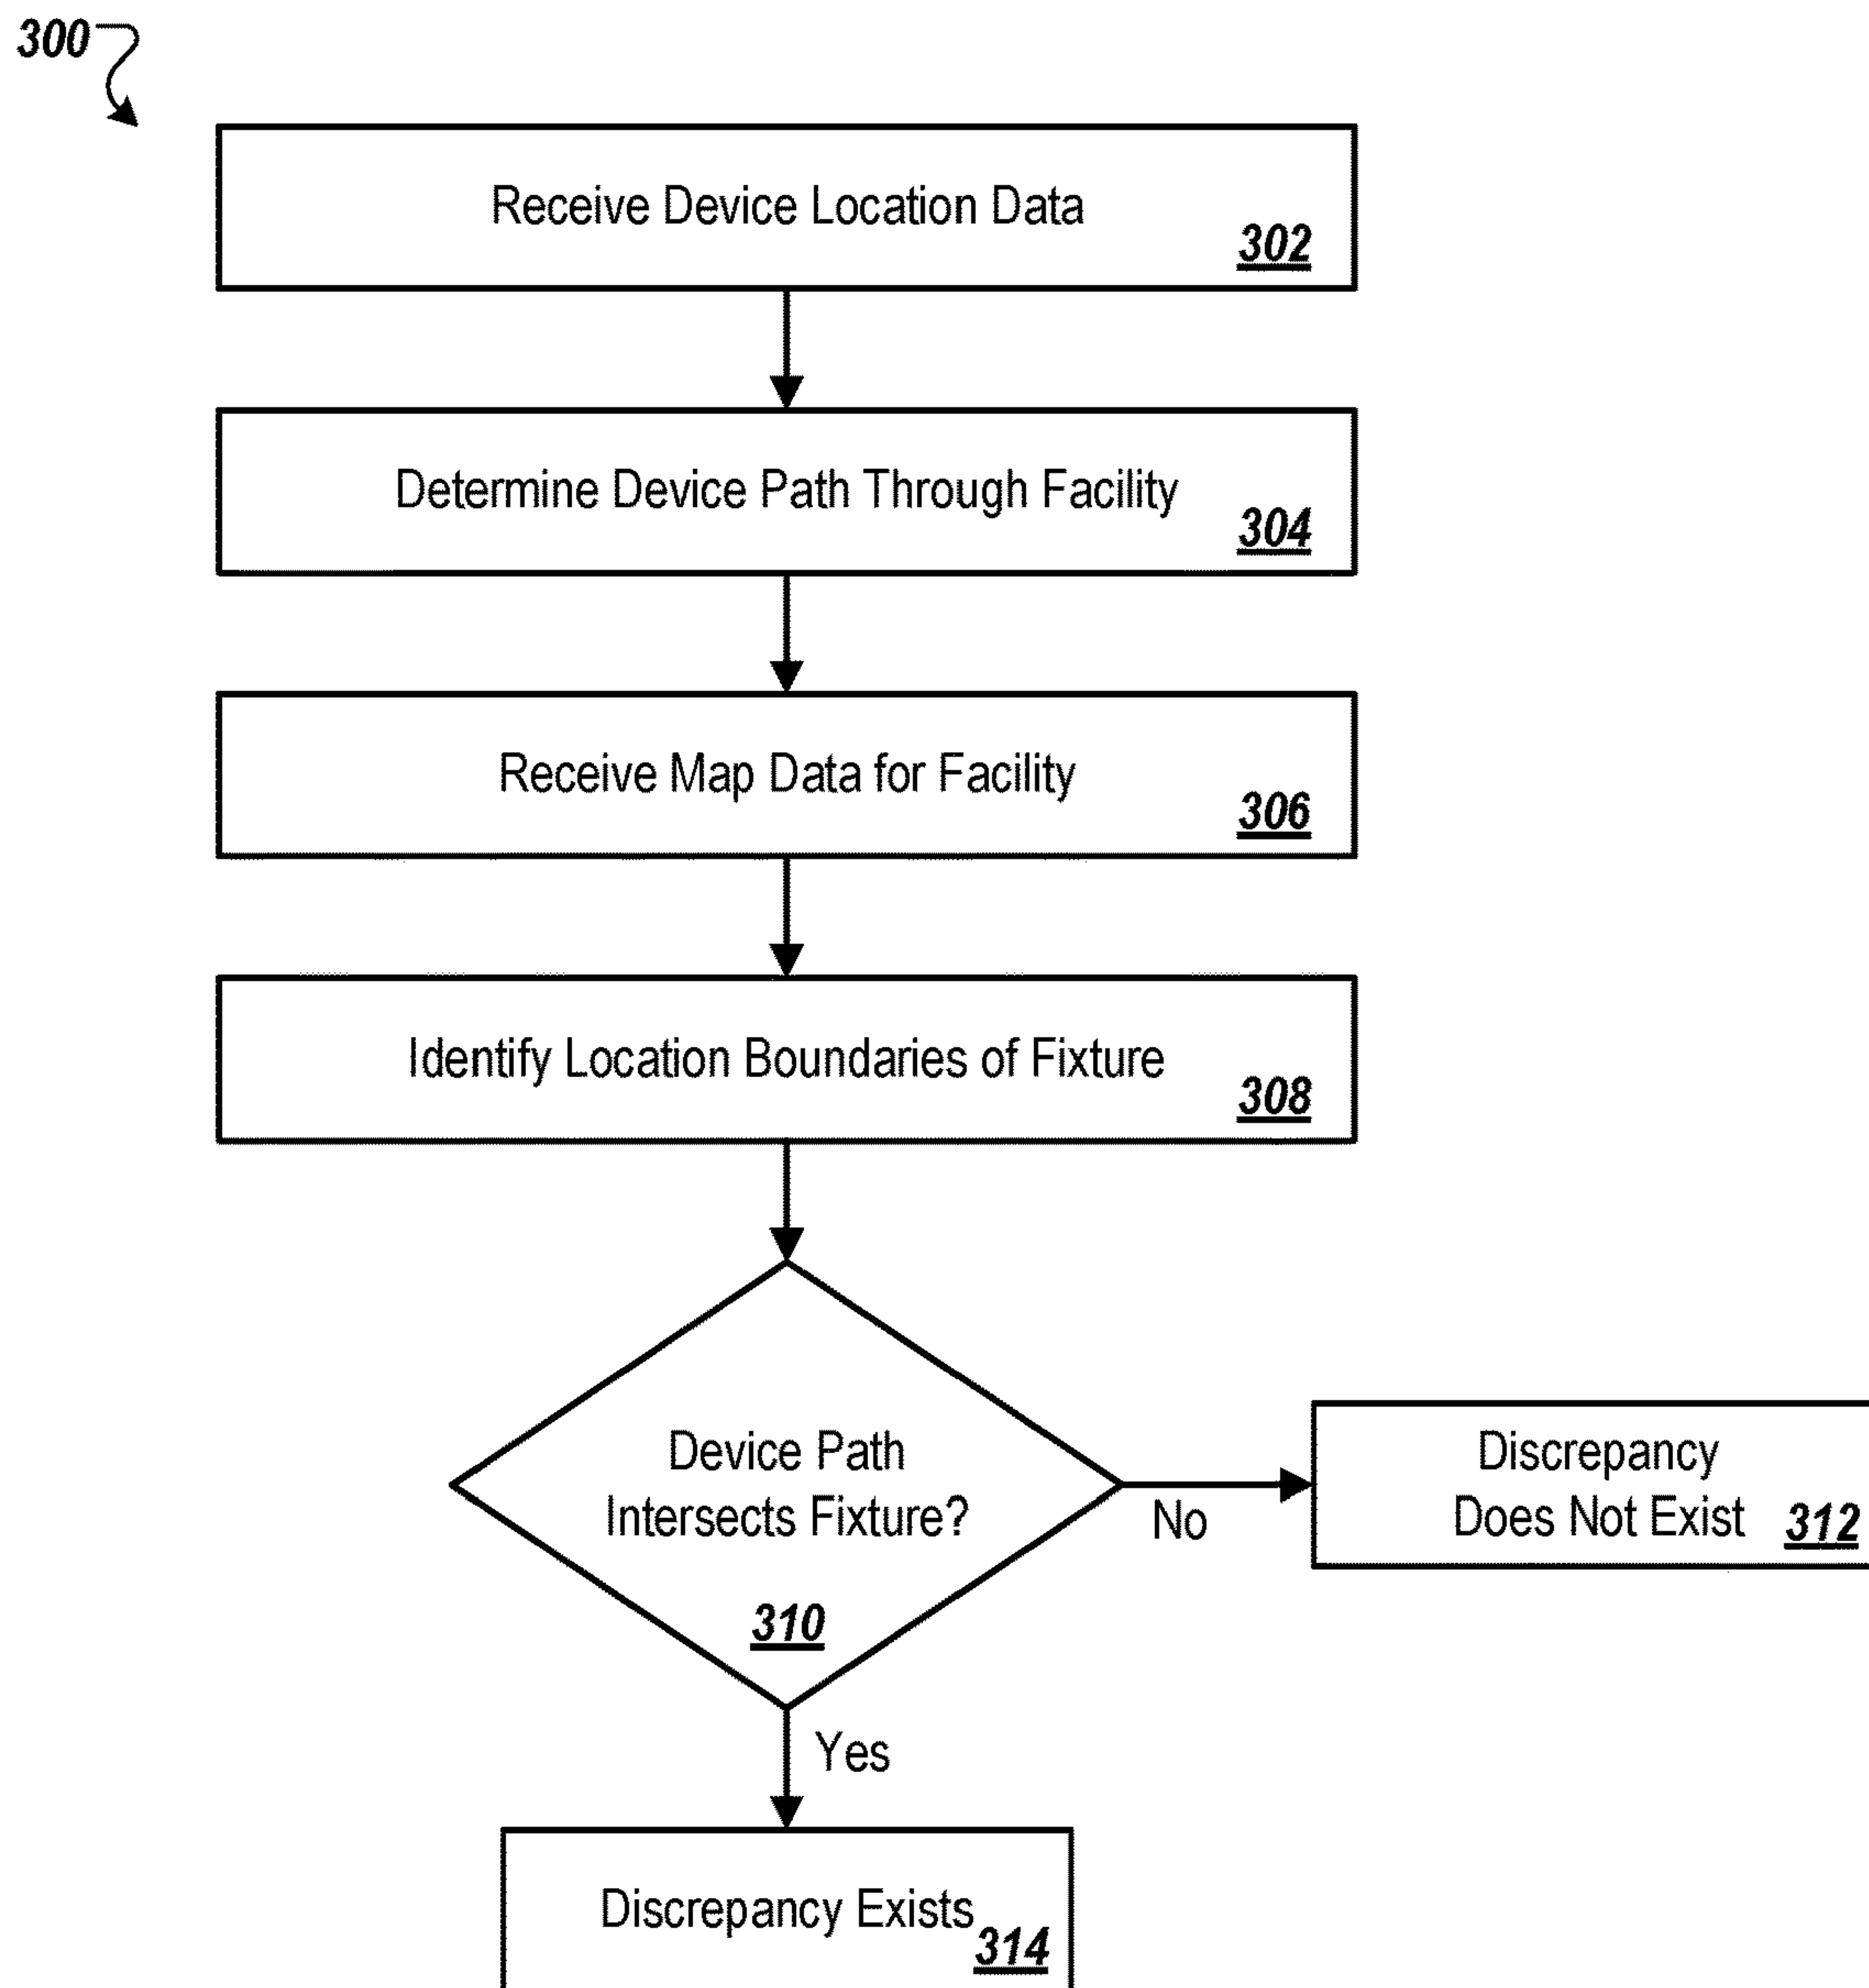 300
Receive Device Location Data
302
Determine Device Path Through Facility
304
Receive Map Data for Facility
306
Identify Location Boundaries of Fixture
308
Device Path
Intersects Fixture?
310
No
Discrepancy
Does Not Exist 312
Yes
Discrepancy Exists
314